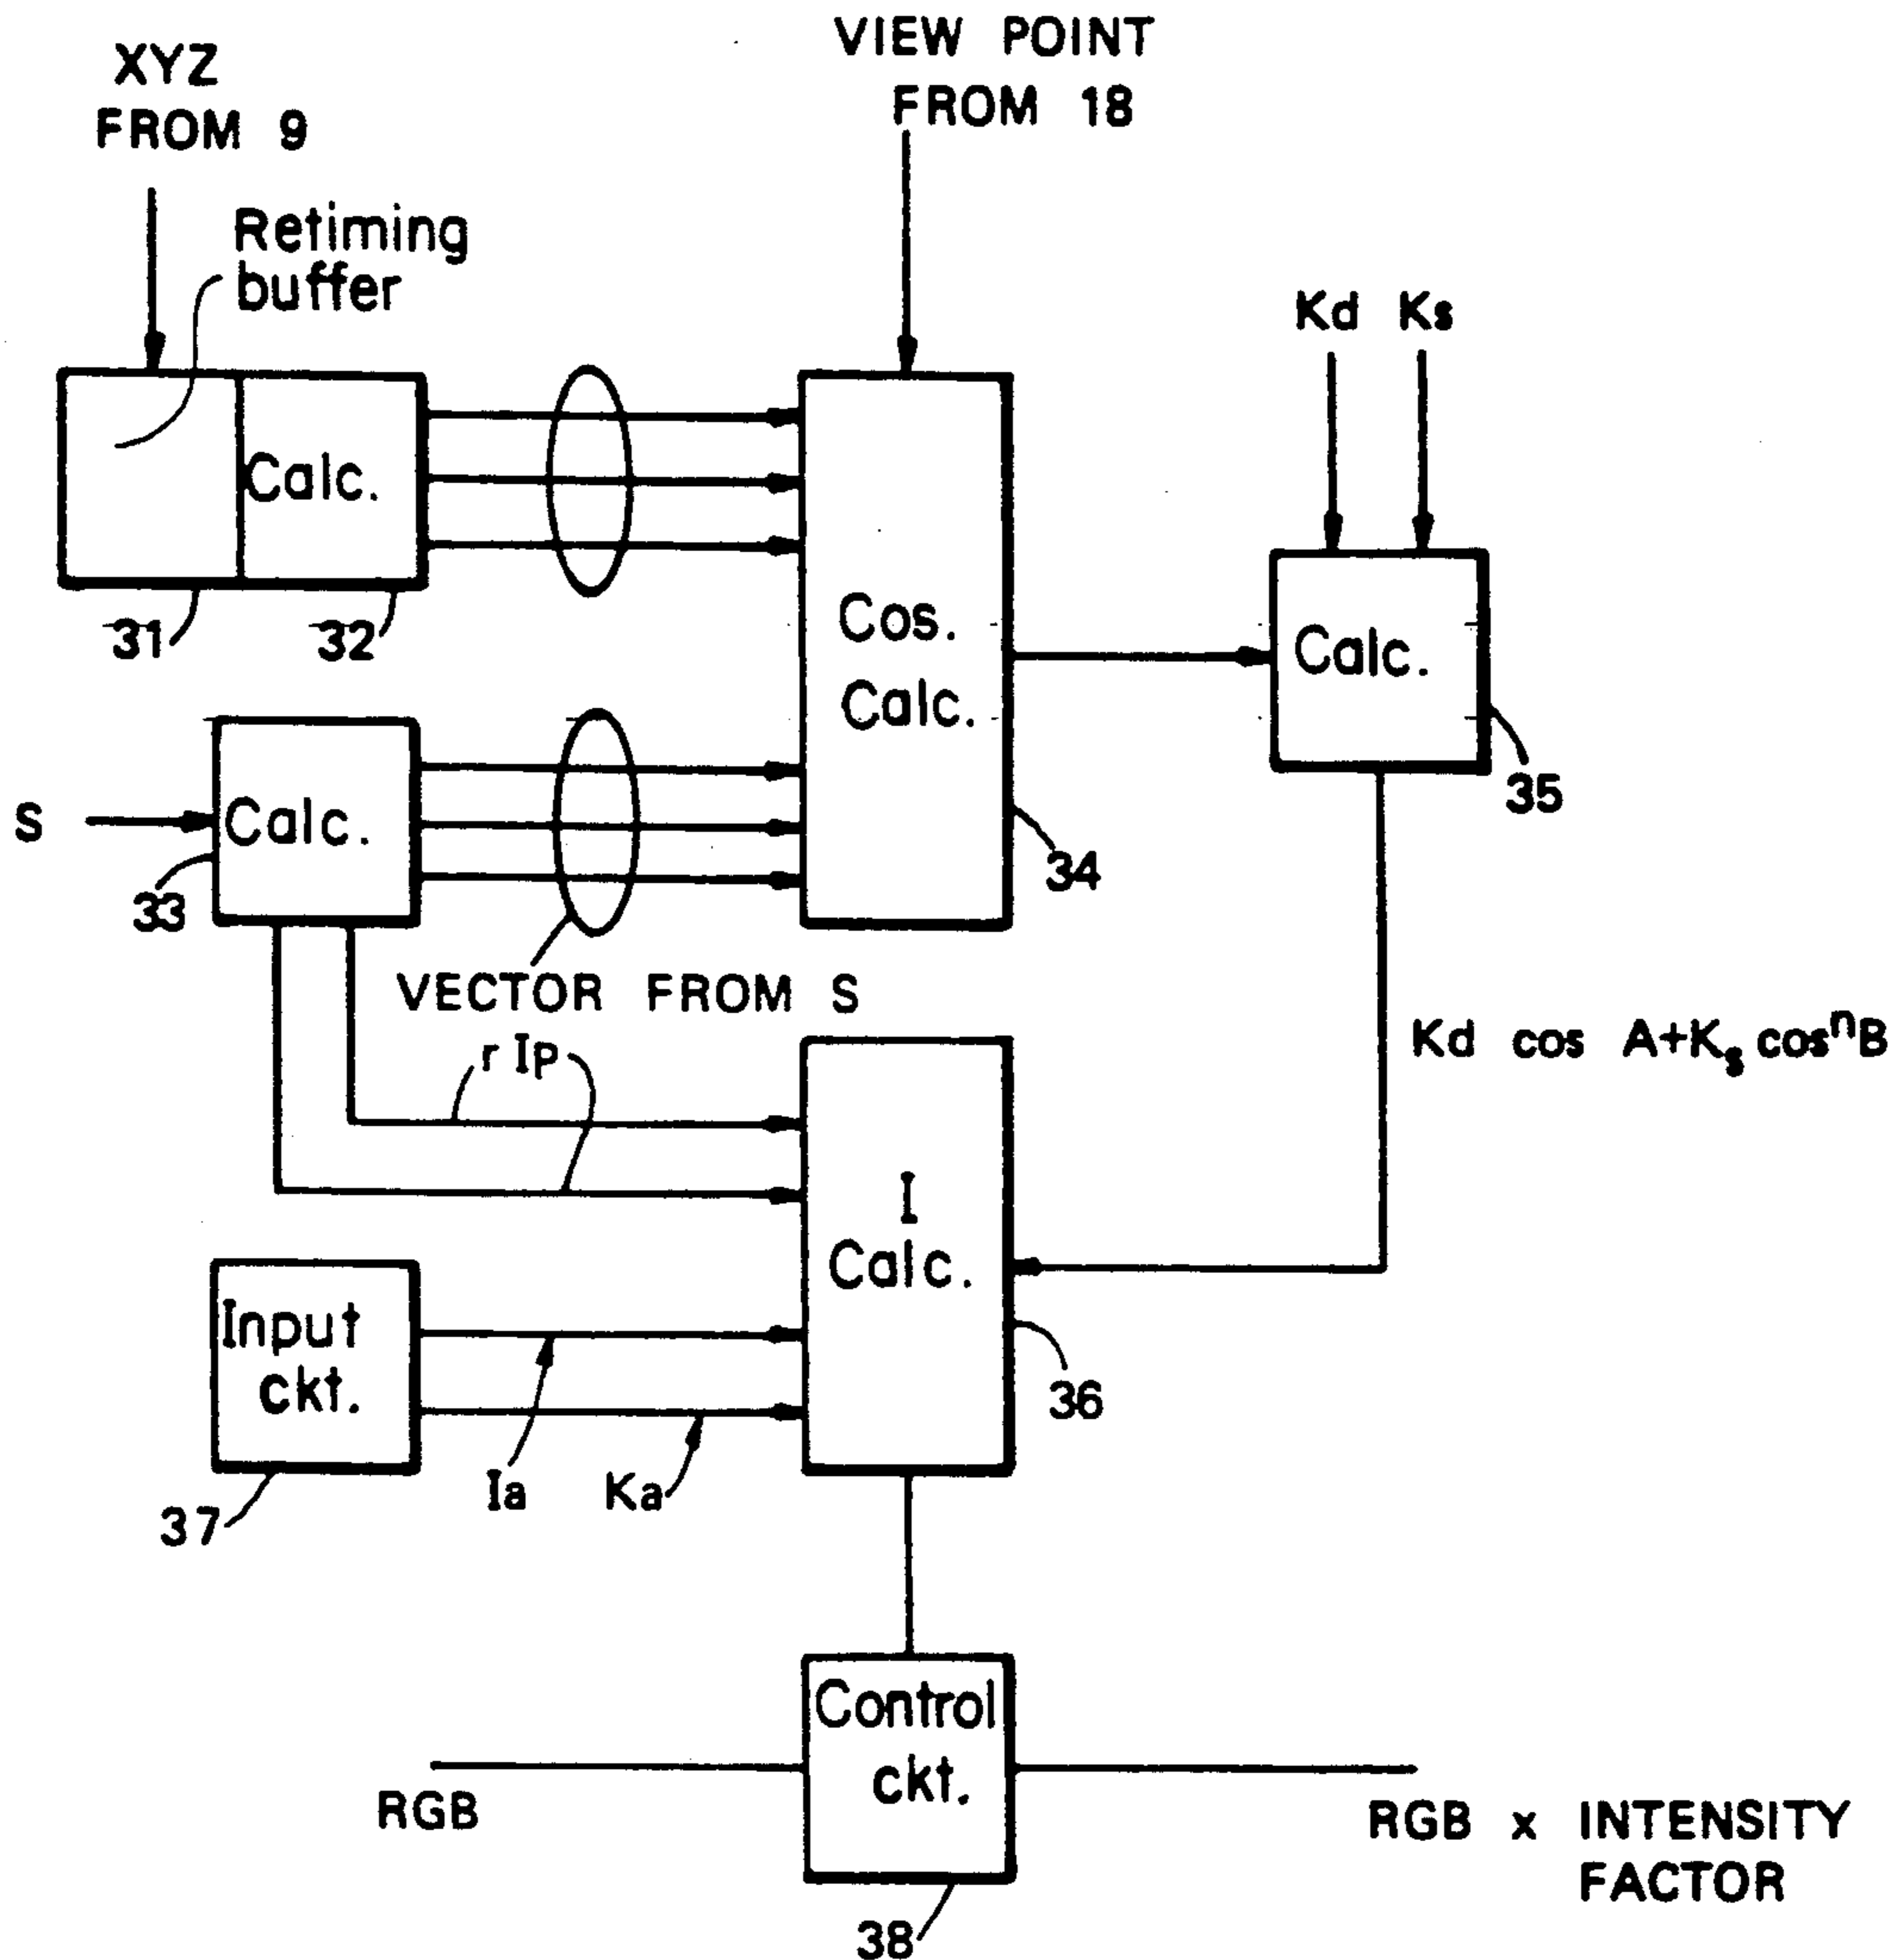 XYZ
FROM 9
VIEW POINT
FROM 18
Retiming
buffer
Kd Ks
Calc.
31
32
Cos.
Calc.
Calc.
35
S
Calc.
33
34
VECTOR FROM S
r Ip
Kd cos A+Ks cosⁿB
I
Calc.
Input
ckt.
36
Ia
Ka
37
Control
ckt.
RGB
RGB x INTENSITY
FACTOR
38